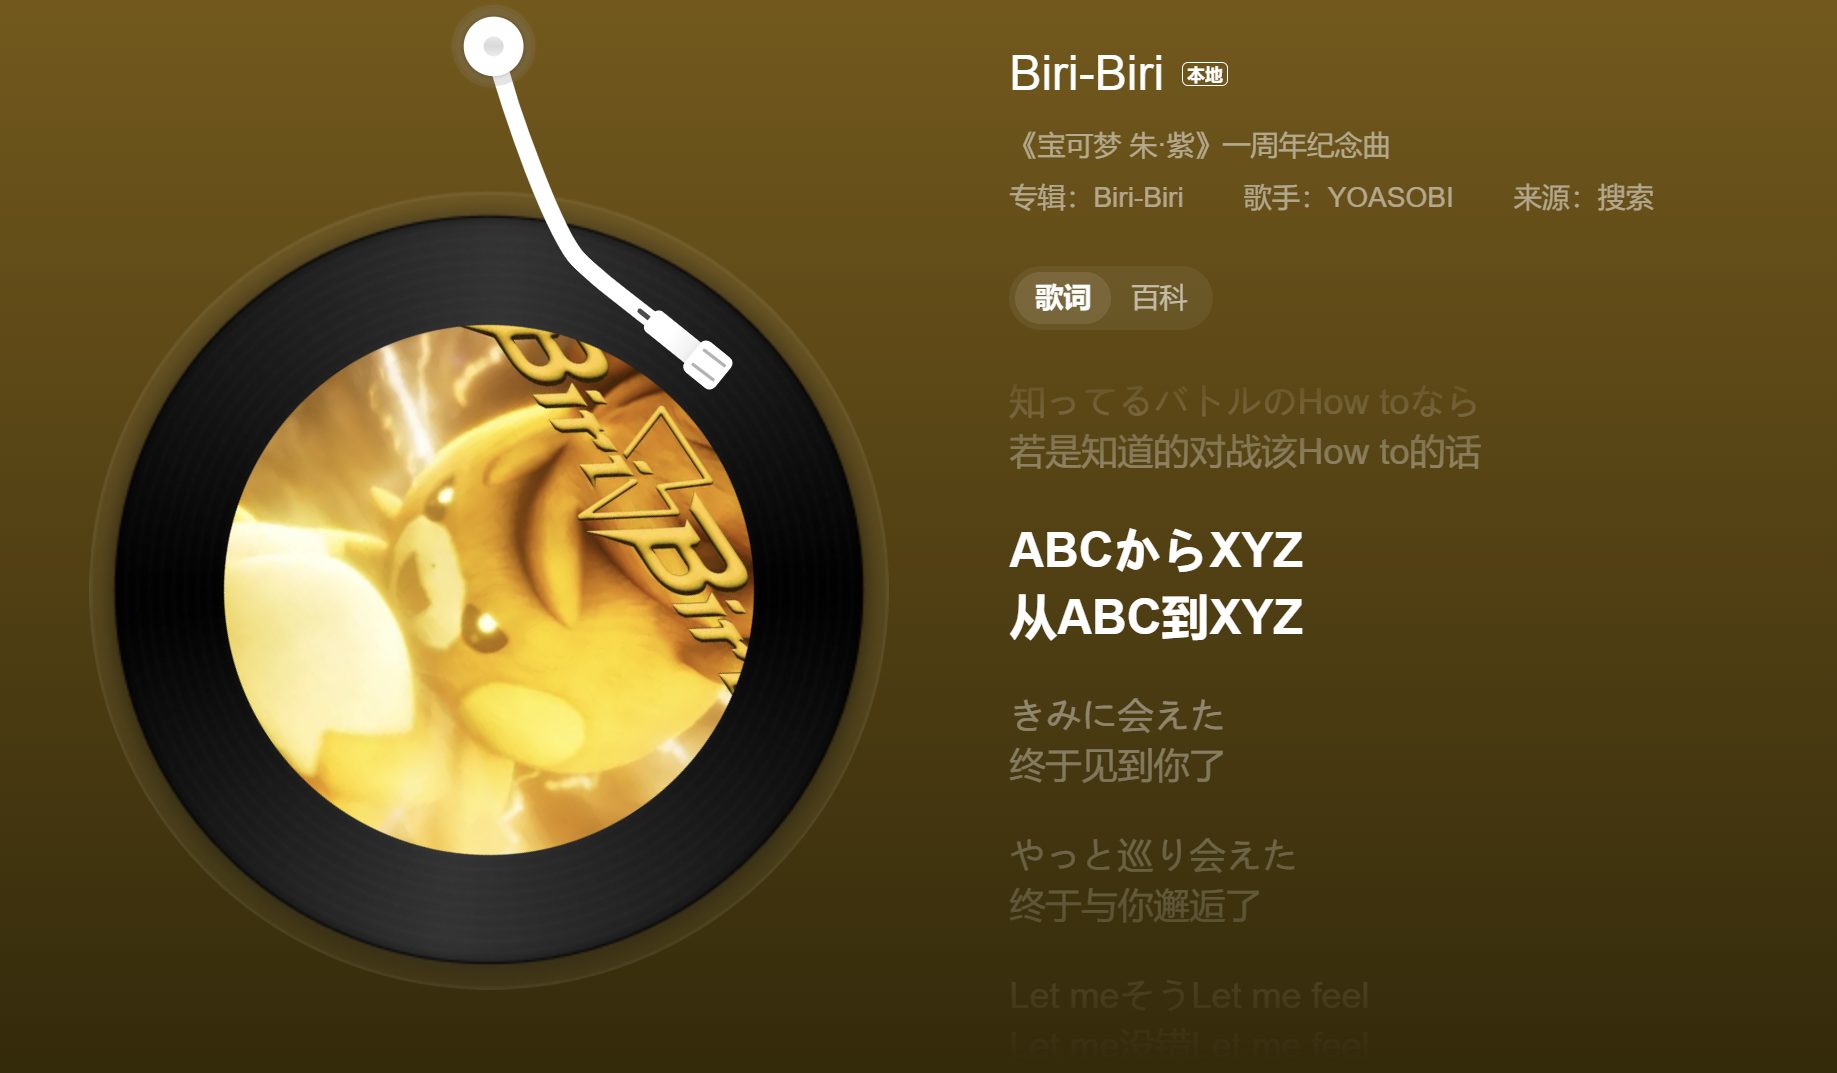 Biri-Biri
Biri-Biri 本地
《宝可梦 朱·紫》一周年纪念曲
专辑：Biri-Biri 歌手：YOASOBI 来源：搜索
歌词 百科
知ってるバトルのHow toなら
若是知道的对战该How to的话
ABCからXYZ
从ABC到XYZ
きみに会えた
终于见到你了
やっと巡り会えた
终于与你邂逅了
Let meそうLet me feel
Let me没错Let me feel